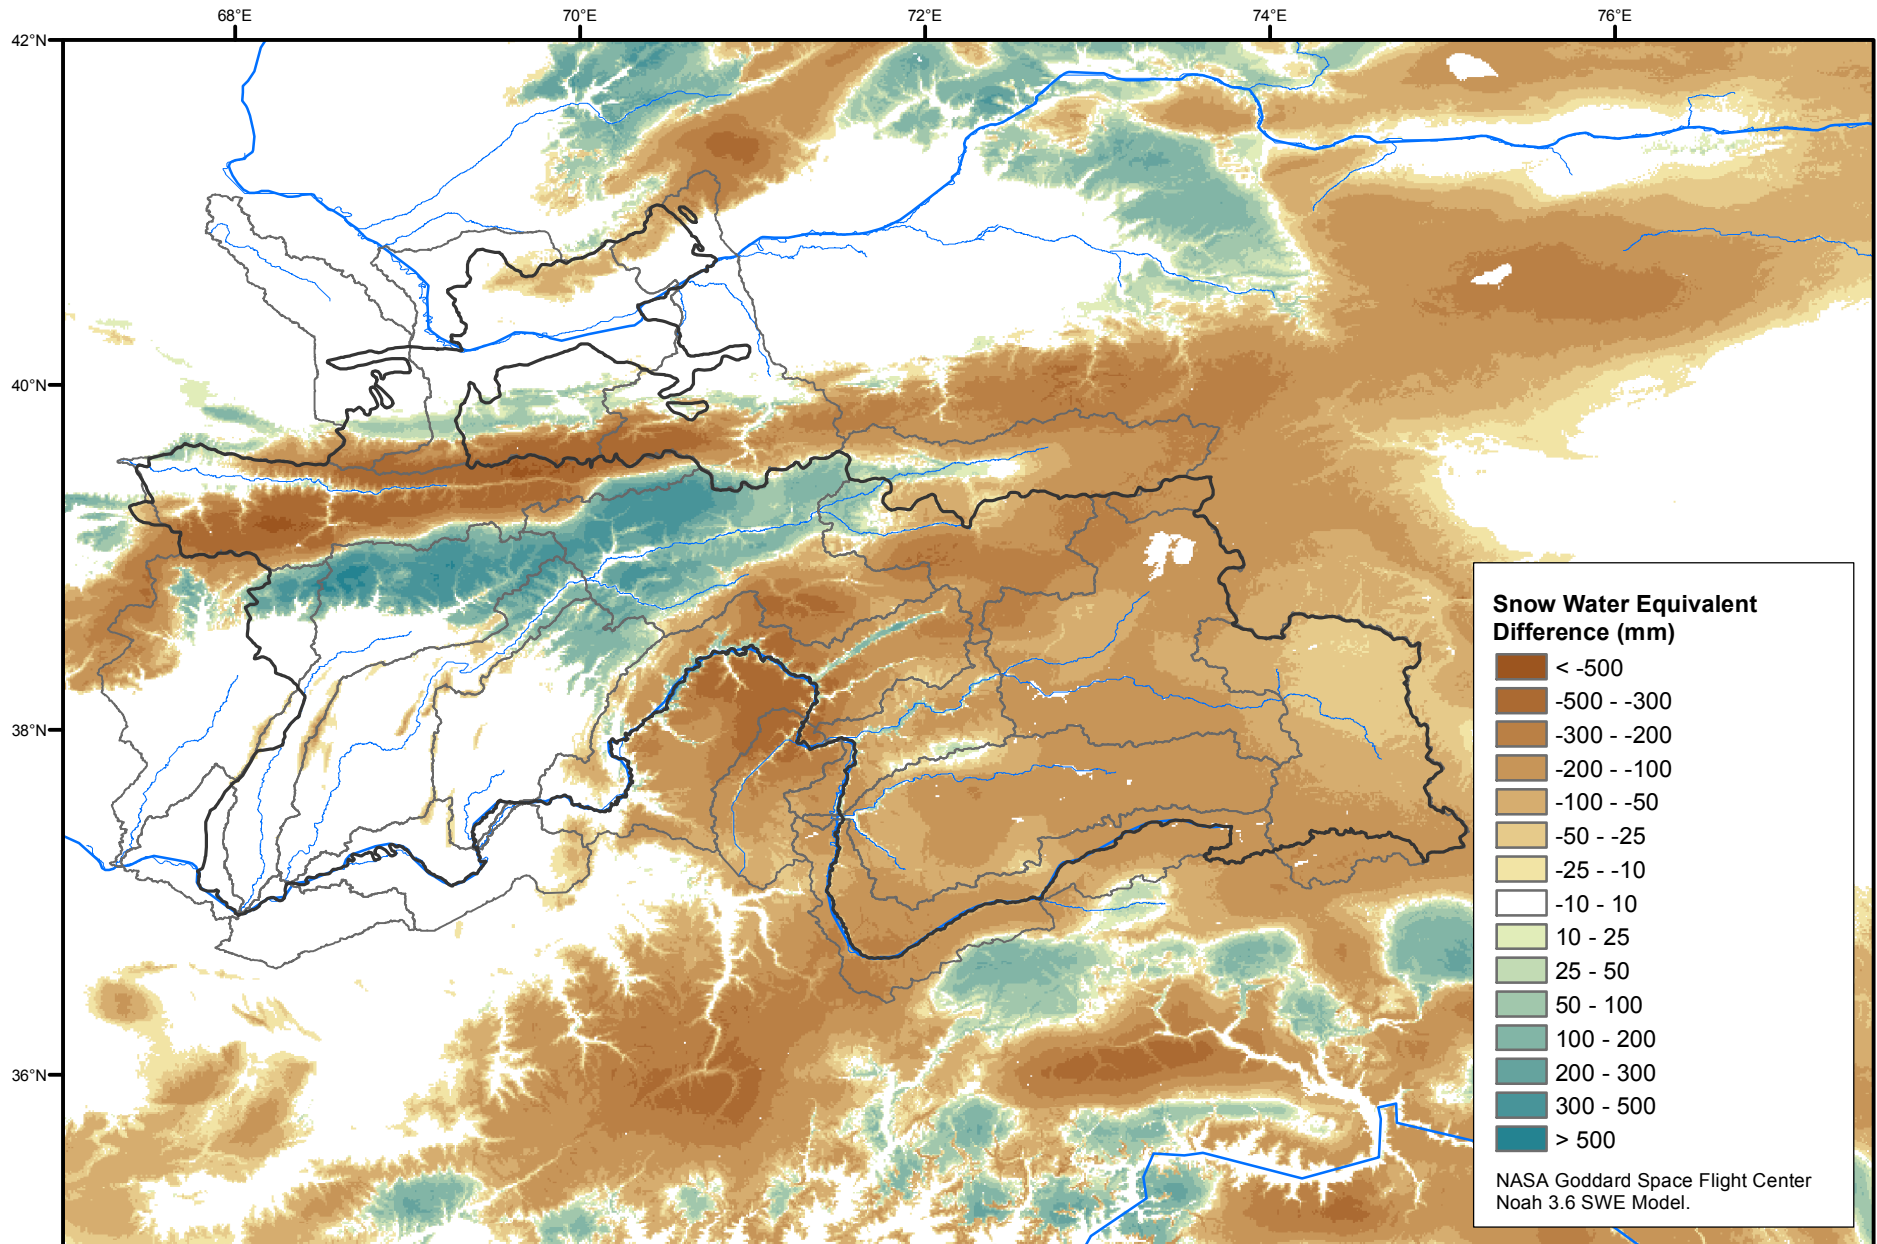 68°E 70°E 72°E 74°E 76°E
42°N
40°N
38°N
36°N
Snow Water Equivalent
Difference (mm)
< -500
-500 - -300
-300 - -200
-200 - -100
-100 - -50
-50 - -25
-25 - -10
-10 - 10
10 - 25
25 - 50
50 - 100
100 - 200
200 - 300
300 - 500
> 500
NASA Goddard Space Flight Center
Noah 3.6 SWE Model.